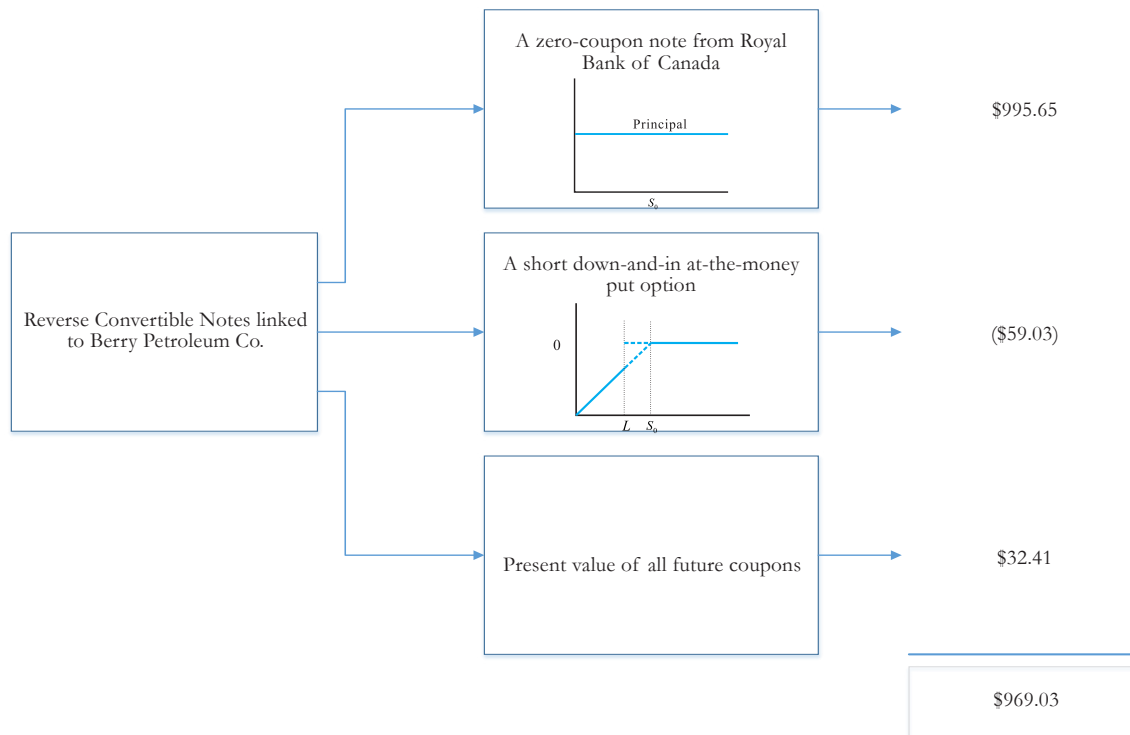 A zero-coupon note from Royal
Bank of Canada
Principal
S₀
$995.65
Reverse Convertible Notes linked
to Berry Petroleum Co.
A short down-and-in at-the-money
put option
0
L S₀
($59.03)
Present value of all future coupons
$32.41
$969.03